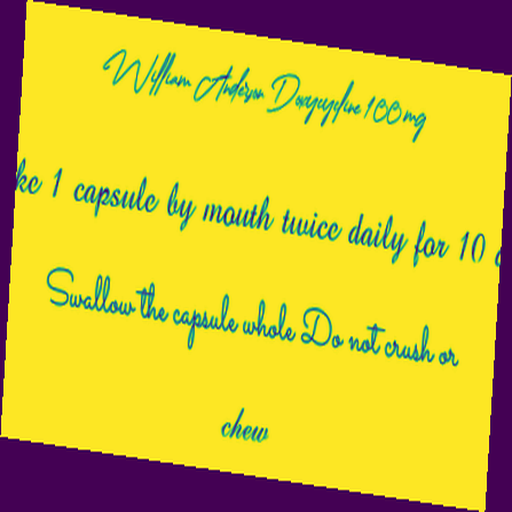 William Anderson Doxycycline 100mg
ke 1 capsule by mouth twice daily for 10
Swallow the capsule whole Do not crush or
chew